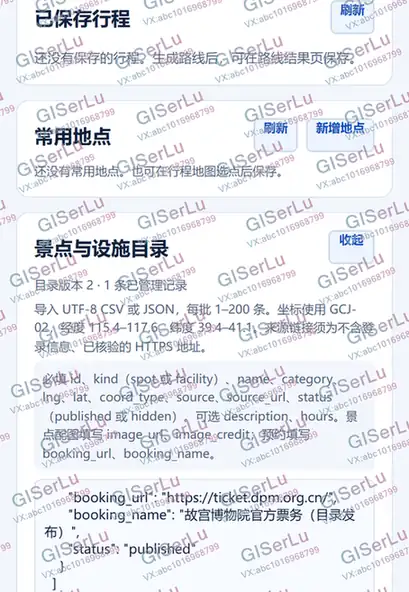 已保存行程
刷新
还没有保存的行程。生成路线后，可在路线结果页保存。
常用地点
刷新
新增地点
还没有常用地点。也可在行程地图选点后保存。
景点与设施目录
收起
目录版本 2 · 1 条已管理记录
导入 UTF-8 CSV 或 JSON，每批 1–200 条。坐标使用 GCJ-
02，经度 115.4–117.6、纬度 39.4–41.1。来源链接须为不含登
录信息、已核验的 HTTPS 地址。
必填 id、kind（spot 或 facility）、name、category、
lng、lat、coord_type、source、source_url、status
（published 或 hidden）。可选 description、hours。景
点配图填写 image_url、image_credit，预约填写
booking_url、booking_name。
"booking_url": "https://ticket.dpm.org.cn/",
"booking_name": "故宫博物院官方票务（目录发
布）",
"status": "published"
}
]
GISerLu
VX:abc1016968799